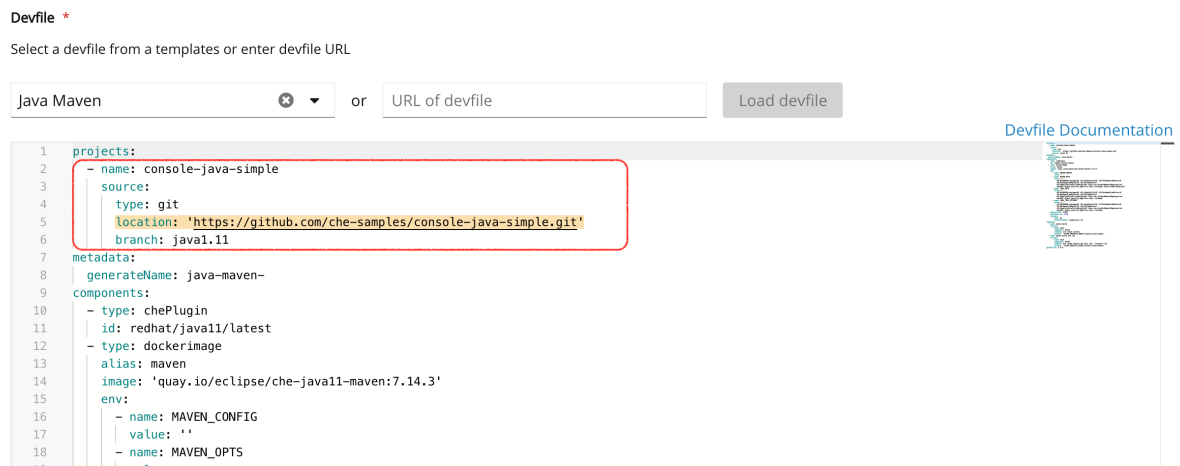 Devfile *
Select a devfile from a templates or enter devfile URL
Java Maven or URL of devfile Load devfile
Devfile Documentation
1 projects:
2 - name: console-java-simple
3 source:
4 type: git
5 location: 'https://github.com/che-samples/console-java-simple.git'
6 branch: java1.11
7 metadata:
8 generateName: java-maven-
9 components:
10 - type: chePlugin
11 id: redhat/java11/latest
12 - type: dockerimage
13 alias: maven
14 image: 'quay.io/eclipse/che-java11-maven:7.14.3'
15 env:
16 - name: MAVEN_CONFIG
17 value: ''
18 - name: MAVEN_OPTS